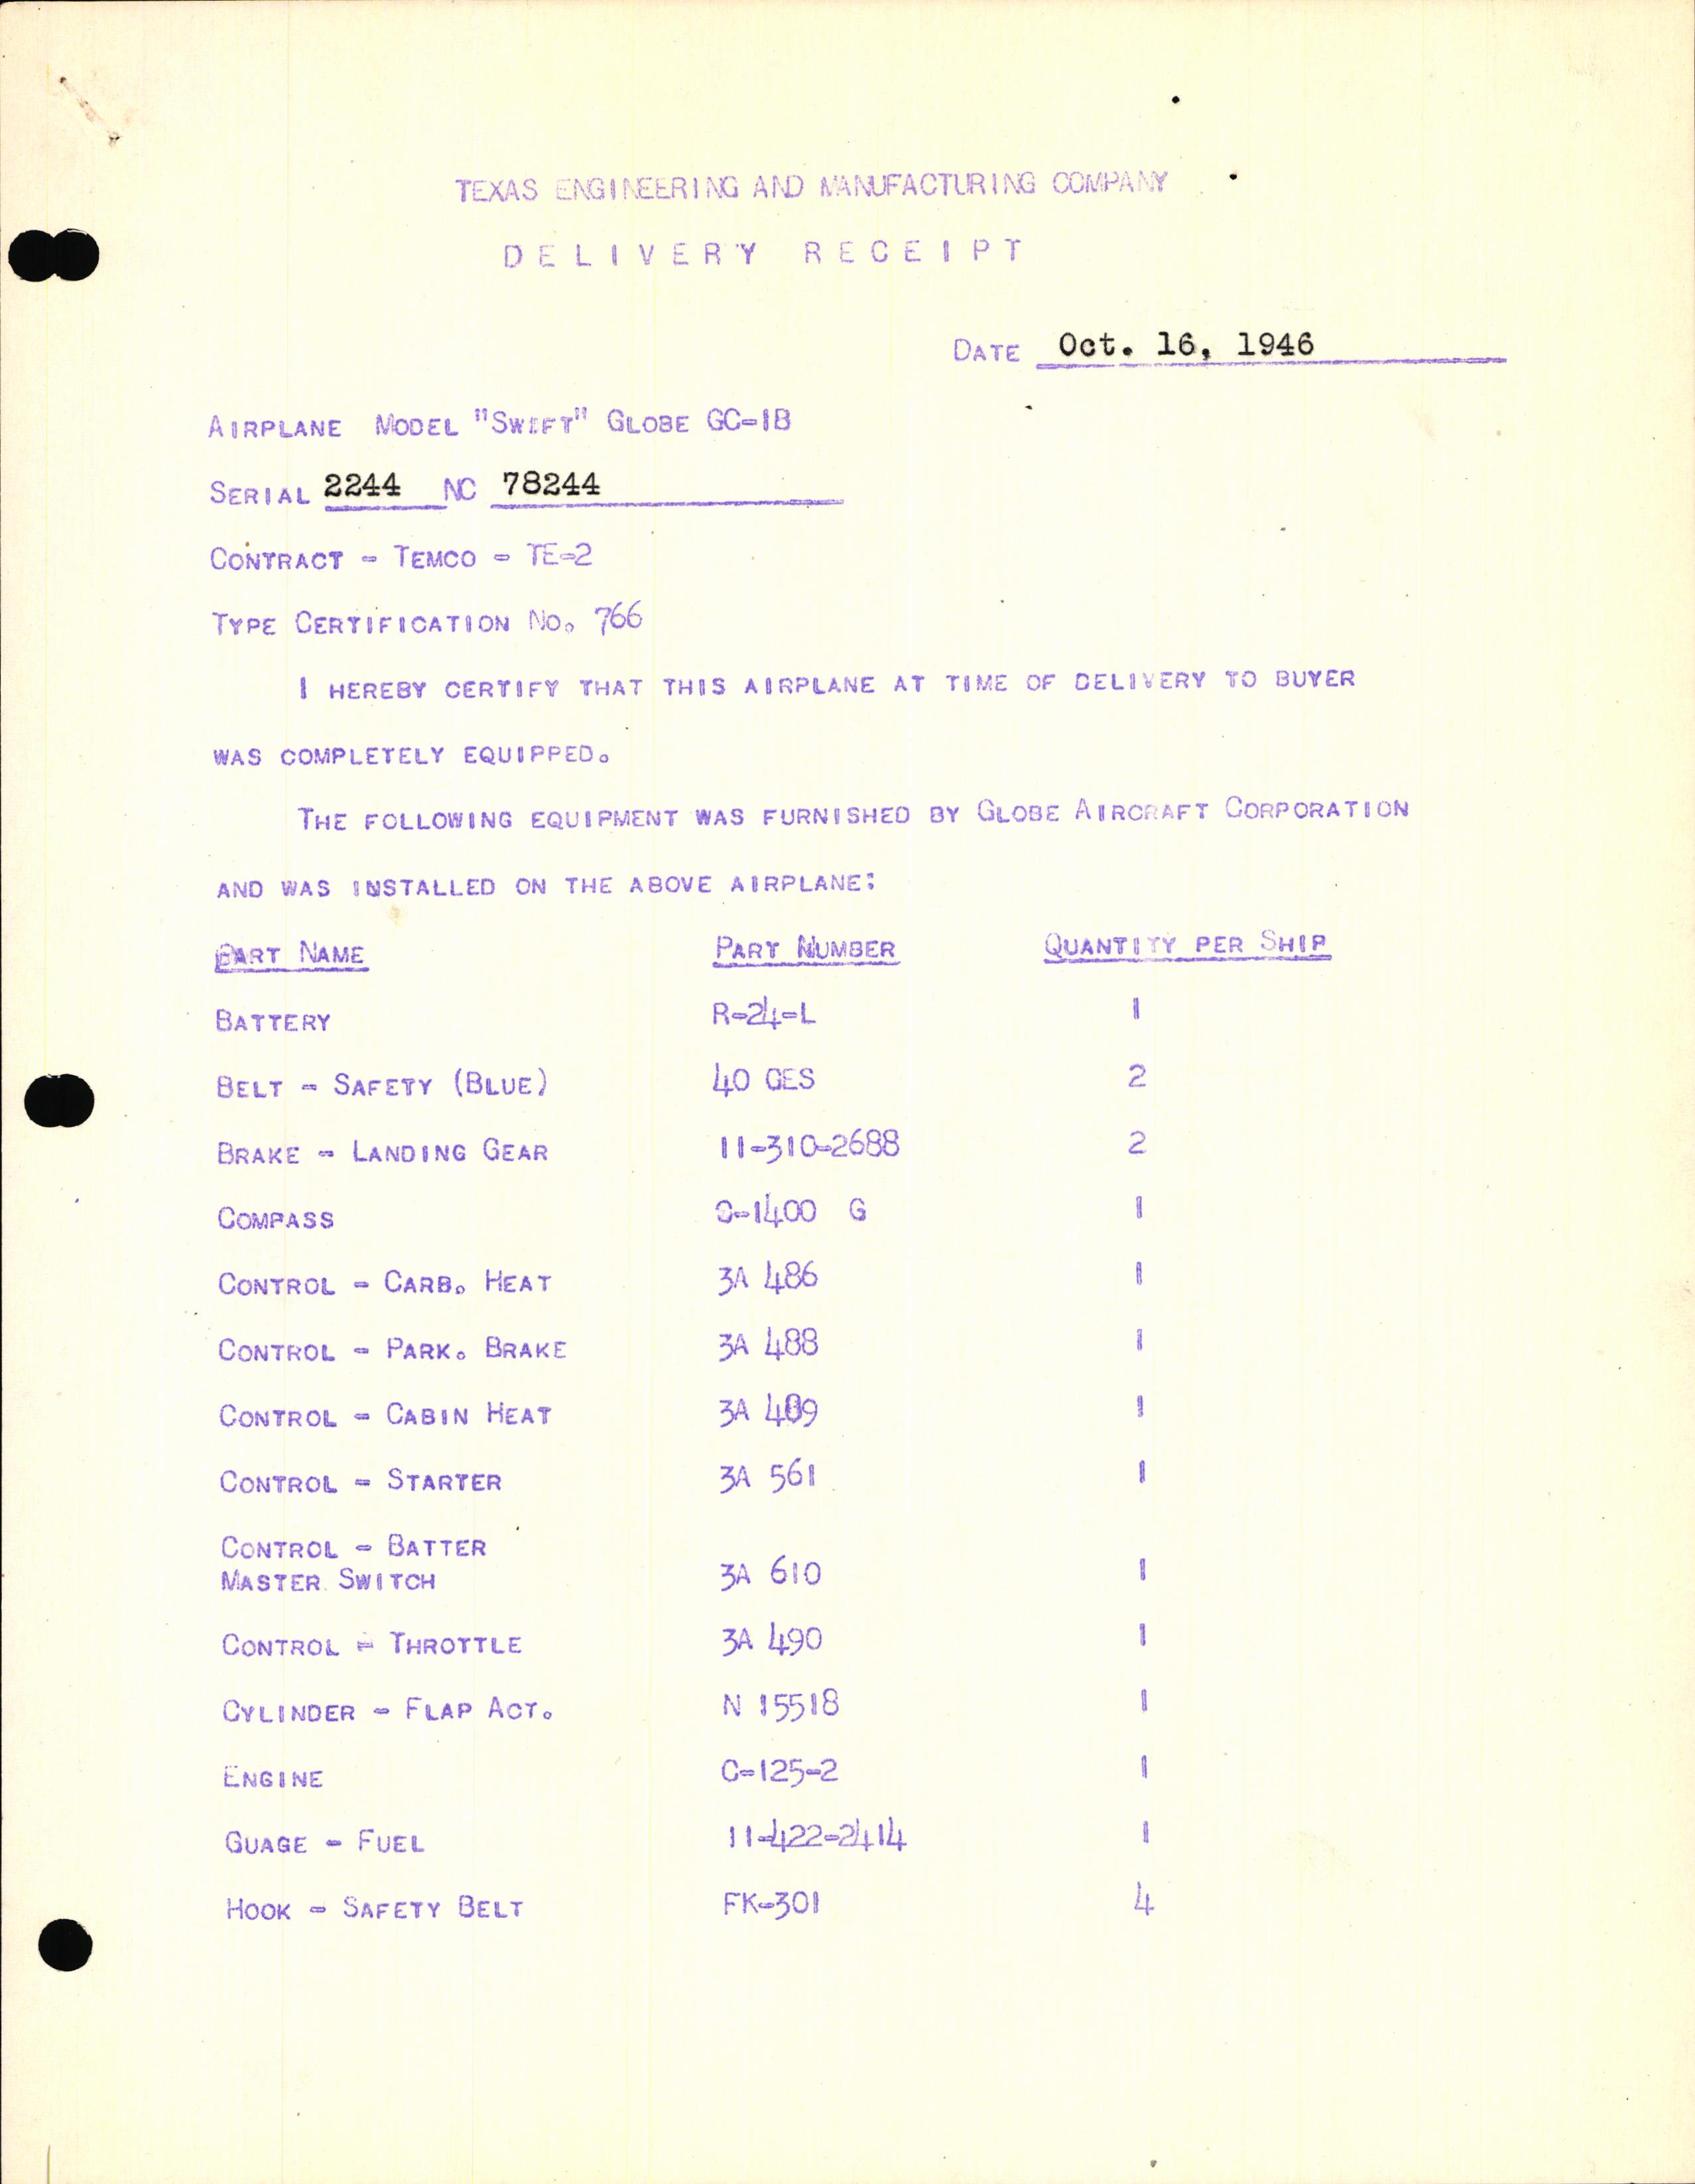 TEXAS ENGINEERING AND MANUFACTURING COMPANY
DELIVERY RECEIPT
DATE Oct. 16, 1946
AIRPLANE MODEL "SWIFT" GLOBE GC-1B
SERIAL 2244 NC 78244
CONTRACT - TEMCO - TE-2
TYPE CERTIFICATION NO. 766
I HEREBY CERTIFY THAT THIS AIRPLANE AT TIME OF DELIVERY TO BUYER
WAS COMPLETELY EQUIPPED.
THE FOLLOWING EQUIPMENT WAS FURNISHED BY GLOBE AIRCRAFT CORPORATION
AND WAS INSTALLED ON THE ABOVE AIRPLANE:
PART NAME PART NUMBER QUANTITY PER SHIP
BATTERY R-24-L 1
BELT - SAFETY (BLUE) 40 GES 2
BRAKE - LANDING GEAR 11-310-2688 2
COMPASS C-1400 G 1
CONTROL - CARB. HEAT 3A 486 1
CONTROL - PARK. BRAKE 3A 488 1
CONTROL - CABIN HEAT 3A 489 1
CONTROL - STARTER 3A 561 1
CONTROL - BATTER
MASTER SWITCH 3A 610 1
CONTROL - THROTTLE 3A 490 1
CYLINDER - FLAP ACT. N 15518 1
ENGINE C-125-2 1
GUAGE - FUEL 11-422-2414 1
HOOK - SAFETY BELT FK-301 4